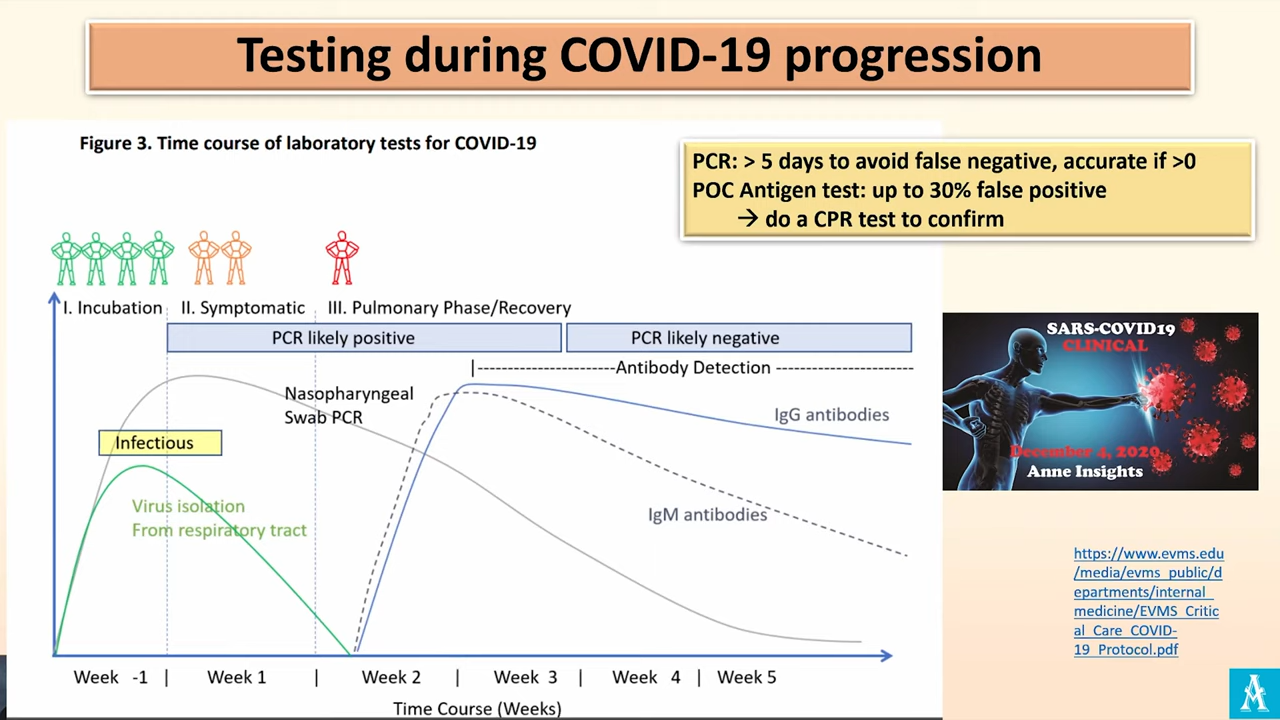 Testing during COVID-19 progression
Figure 3. Time course of laboratory tests for COVID-19
PCR: > 5 days to avoid false negative, accurate if >0
POC Antigen test: up to 30% false positive
→ do a CPR test to confirm
I. Incubation
II. Symptomatic
III. Pulmonary Phase/Recovery
PCR likely positive
PCR likely negative
|--------------------Antibody Detection --------------------
Nasopharyngeal
Swab PCR
IgG antibodies
Infectious
Virus isolation
From respiratory tract
IgM antibodies
Week -1 | Week 1 | Week 2 | Week 3 | Week 4 | Week 5
Time Course (Weeks)
SARS-COVID19
CLINICAL
December 4, 2020
Anne Insights
https://www.evms.edu
/media/evms_public/d
epartments/internal_
medicine/EVMS_Critic
al_Care_COVID-
19_Protocol.pdf
A